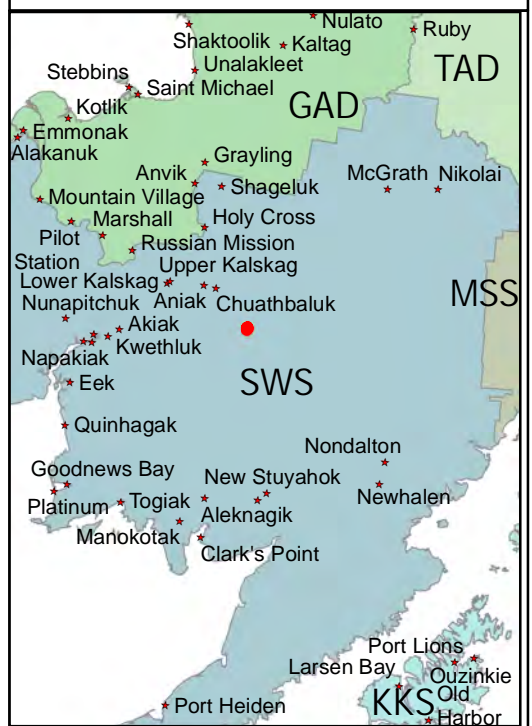 Nulato
Ruby
Shaktoolik
Kaltag
TAD
Unalakleet
Stebbins
Saint Michael
GAD
Kotlik
Emmonak
Alakanuk
Grayling
Anvik
McGrath
Nikolai
Shageluk
Mountain Village
Marshall
Holy Cross
Pilot
Station
Russian Mission
Upper Kalskag
Lower Kalskag
MSS
Nunapitchuk
Aniak
Chuathbaluk
Akiak
Kwethluk
Napakiak
SWS
Eek
Quinhagak
Nondalton
Goodnews Bay
New Stuyahok
Newhalen
Platinum
Togiak
Aleknagik
Manokotak
Clark's Point
Port Lions
Larsen Bay
Ouzinkie
KKS
Old
Harbor
Port Heiden